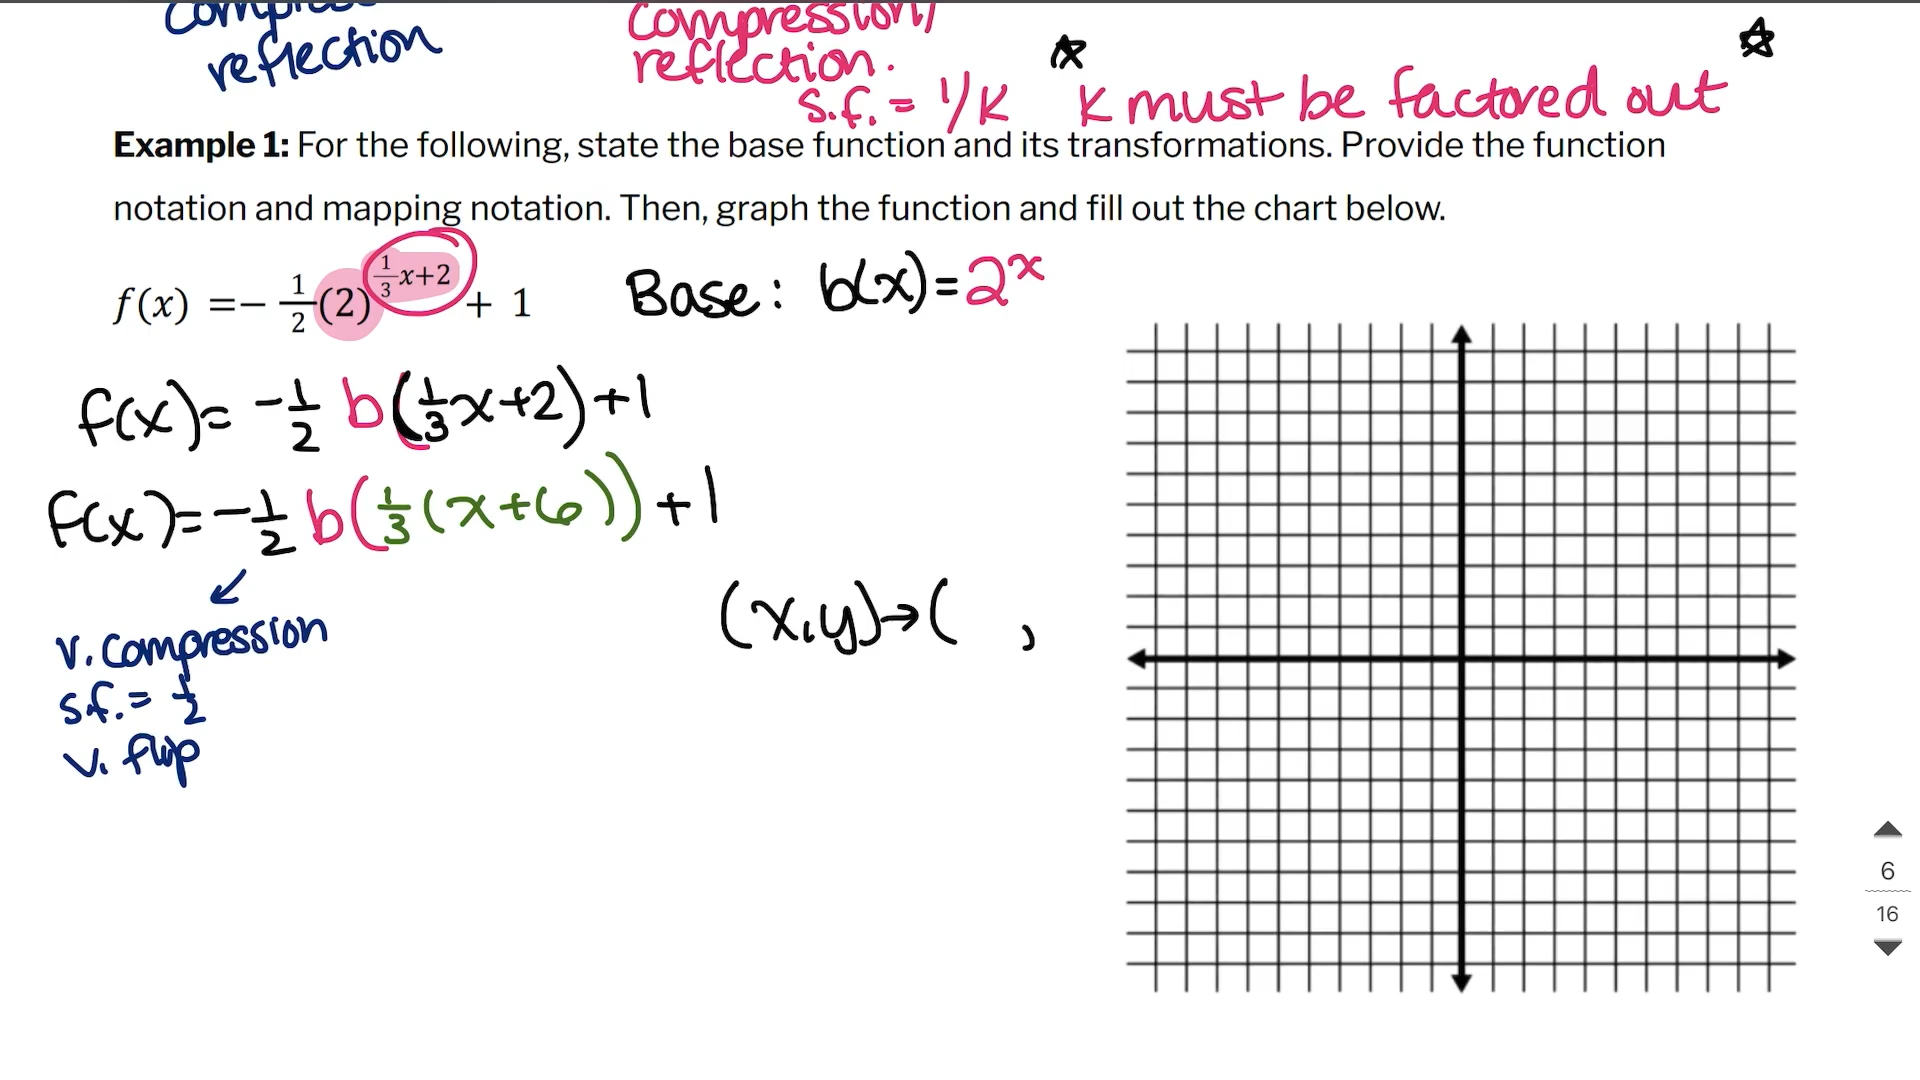 reflection
compression/
reflection.
s.f. = 1/K K must be factored out
Example 1: For the following, state the base function and its transformations. Provide the function
notation and mapping notation. Then, graph the function and fill out the chart below.
f(x) = - 1/2 (2)^(1/3 x+2) + 1
Base: b(x)=2^x
f(x)= -1/2 b(1/3x+2)+1
f(x)=-1/2 b(1/3(x+6))+1
(x,y)→( ,
v. compression
s.f. = 1/2
v. flip
6
16